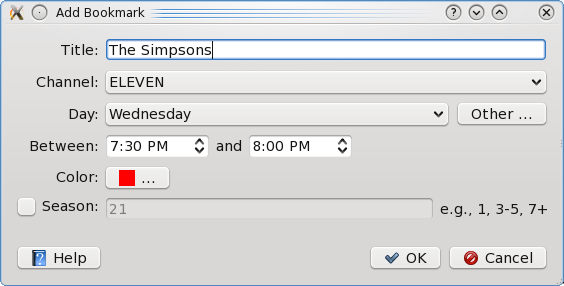 Add Bookmark
Title: The Simpsons
Channel: ELEVEN
Day: Wednesday Other ...
Between: 7:30 PM and 8:00 PM
Color: ...
Season: 21 e.g., 1, 3-5, 7+
Help OK Cancel